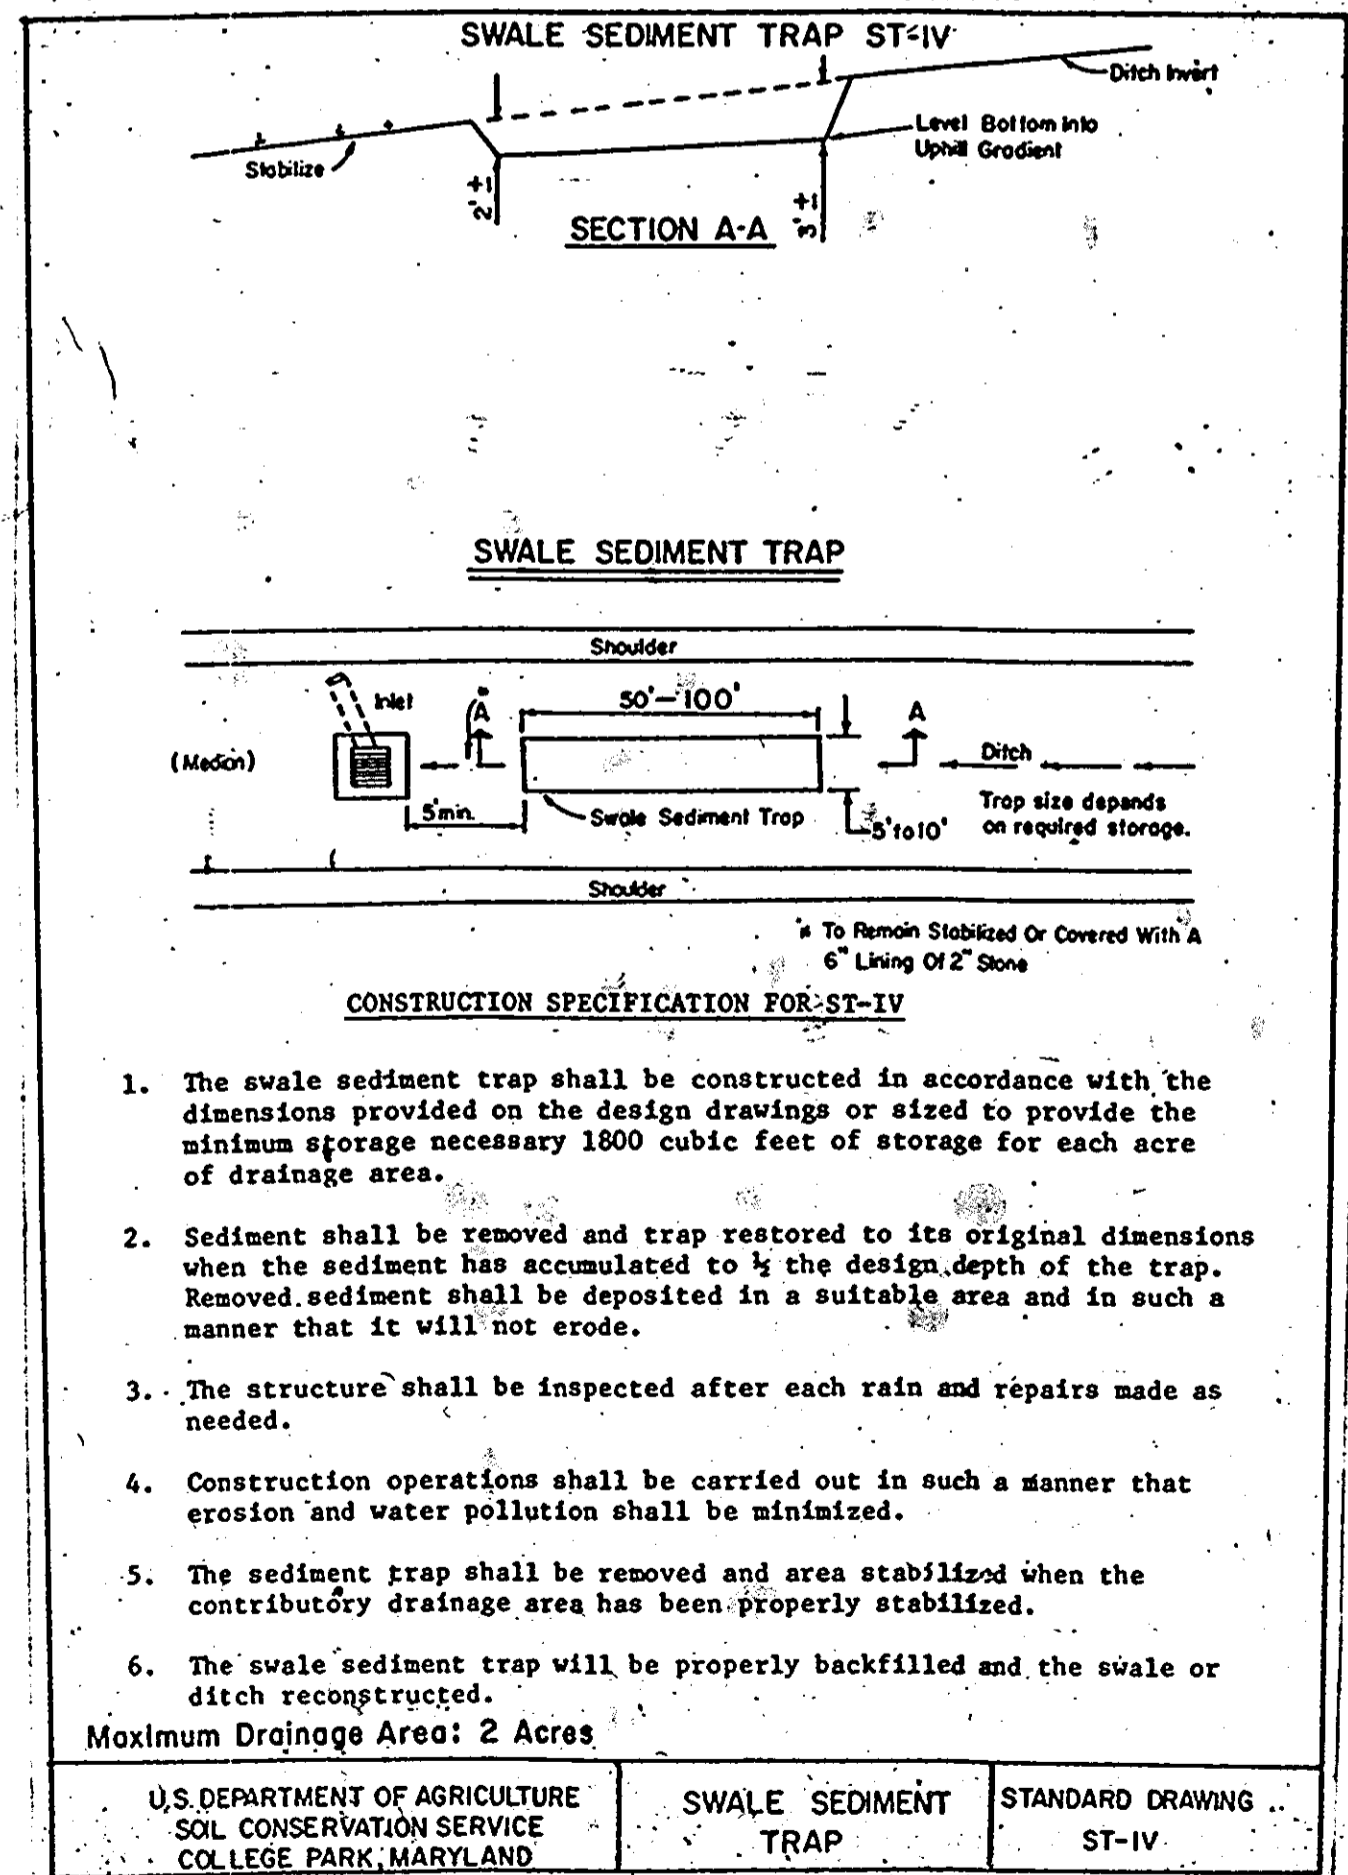 SWALE SEDIMENT TRAP ST-IV
Ditch Invert
Level Bottom into
Uphill Gradient
Stabilize
2'±
3'±
SECTION A-A
SWALE SEDIMENT TRAP
Shoulder
Inlet
A*
50'-100'
A
(Median)
Ditch
5'min.
Swale Sediment Trap
5'to10'
Trap size depends
on required storage.
Shoulder
* To Remain Stabilized Or Covered With A
6" Lining Of 2" Stone
CONSTRUCTION SPECIFICATION FOR ST-IV
1. The swale sediment trap shall be constructed in accordance with the
dimensions provided on the design drawings or sized to provide the
minimum storage necessary 1800 cubic feet of storage for each acre
of drainage area.
2. Sediment shall be removed and trap restored to its original dimensions
when the sediment has accumulated to ½ the design depth of the trap.
Removed sediment shall be deposited in a suitable area and in such a
manner that it will not erode.
3. The structure shall be inspected after each rain and repairs made as
needed.
4. Construction operations shall be carried out in such a manner that
erosion and water pollution shall be minimized.
5. The sediment trap shall be removed and area stabilized when the
contributory drainage area has been properly stabilized.
6. The swale sediment trap will be properly backfilled and the swale or
ditch reconstructed.
Maximum Drainage Area: 2 Acres
U.S. DEPARTMENT OF AGRICULTURE
SOIL CONSERVATION SERVICE
COLLEGE PARK, MARYLAND
SWALE SEDIMENT
TRAP
STANDARD DRAWING
ST-IV